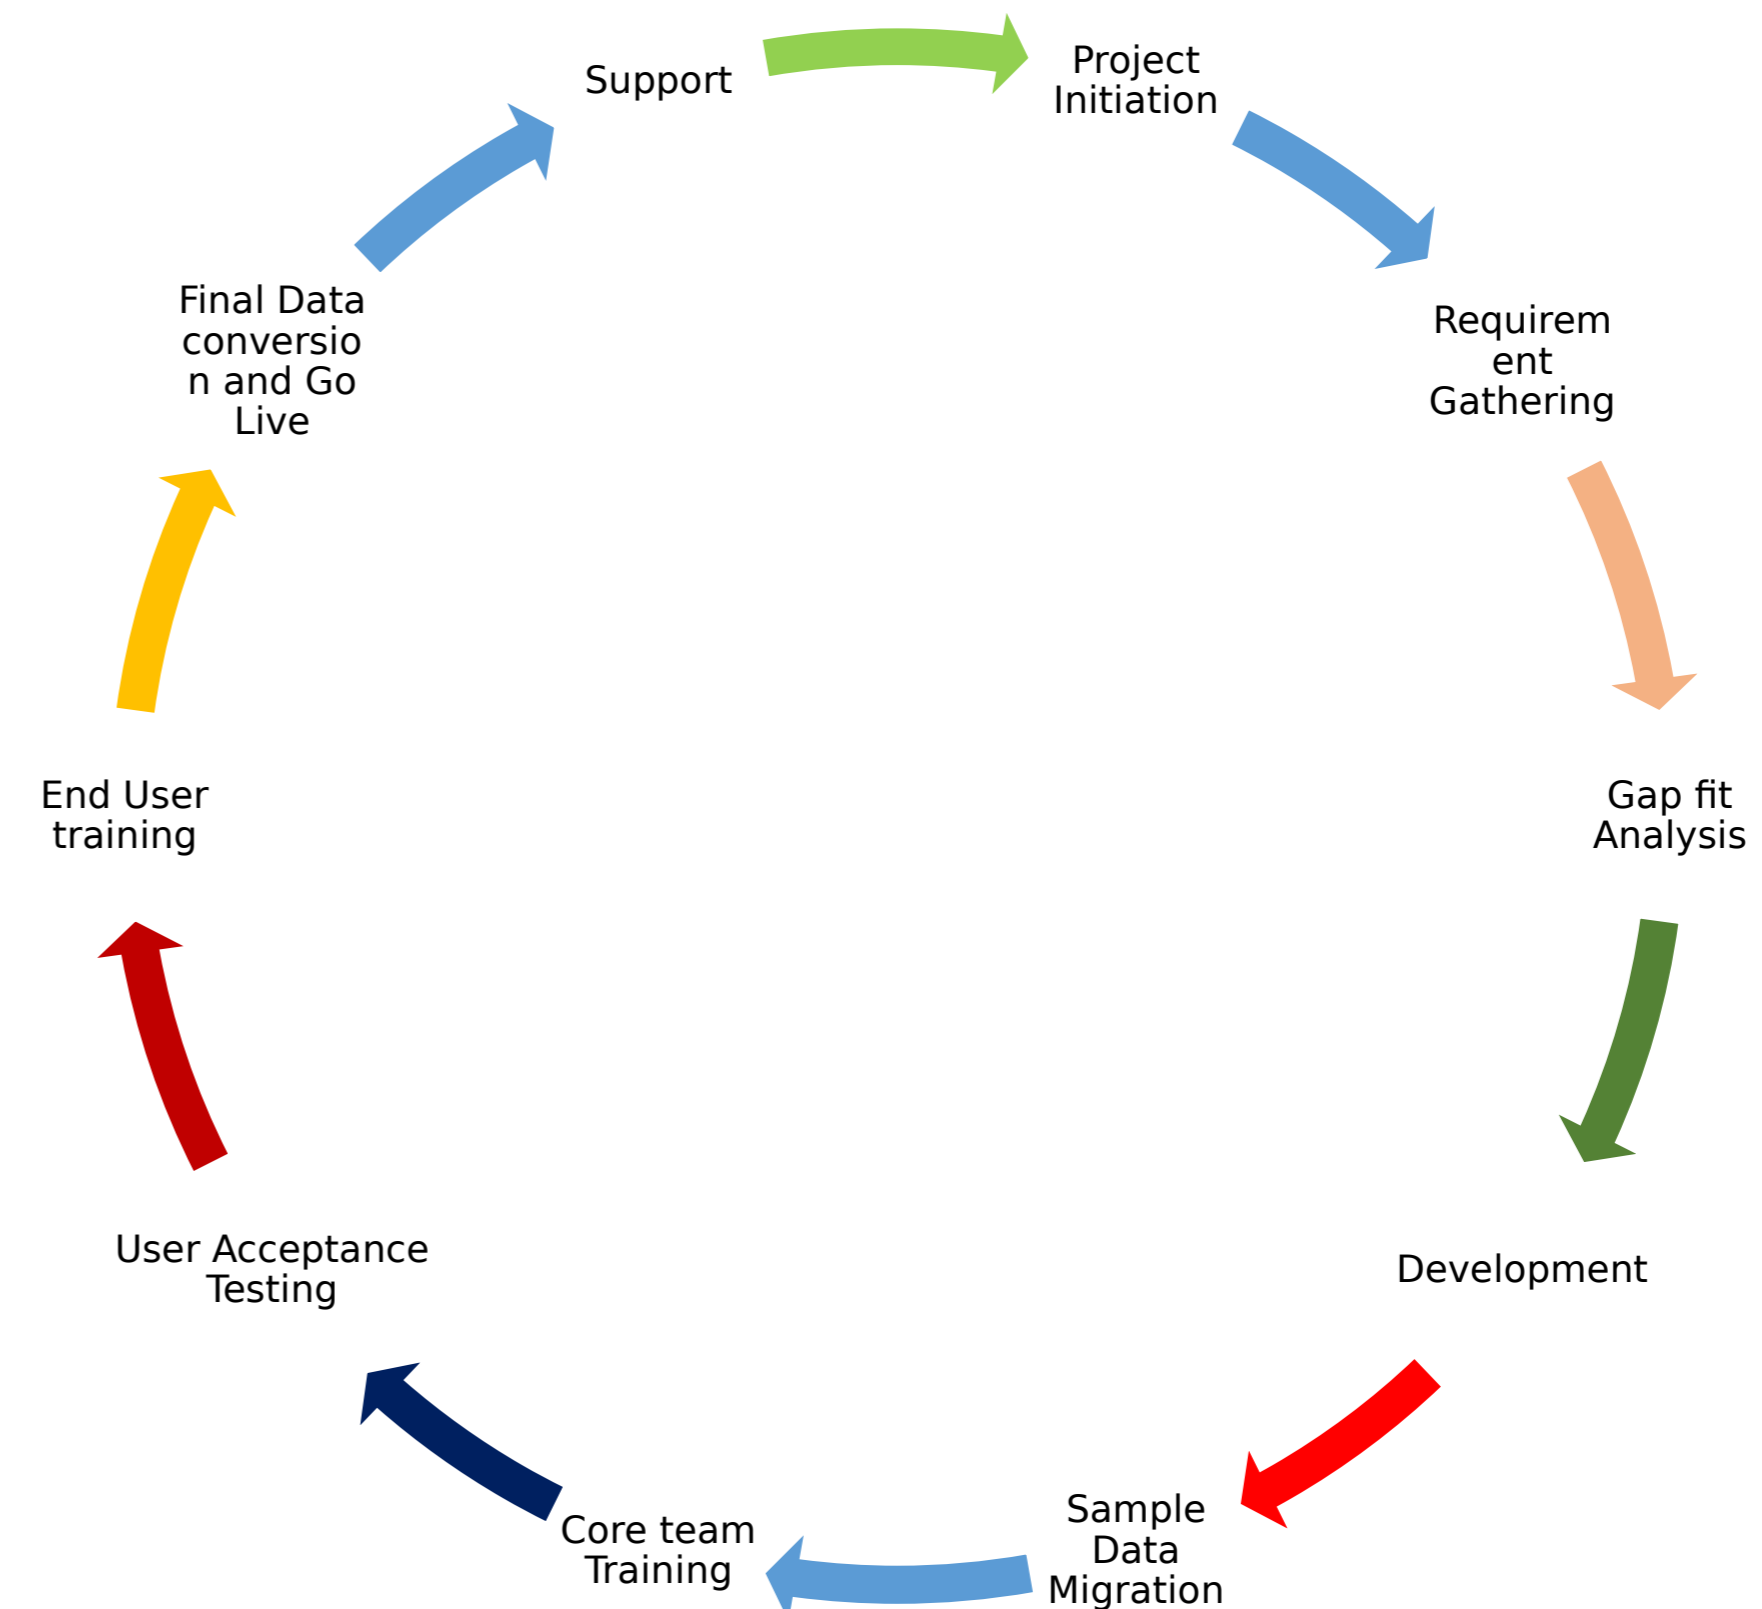 Support
Project
Initiation
Requirem
ent
Gathering
Gap fit
Analysis
Development
Sample
Data
Migration
Core team
Training
User Acceptance
Testing
End User
training
Final Data
conversio
n and Go
Live